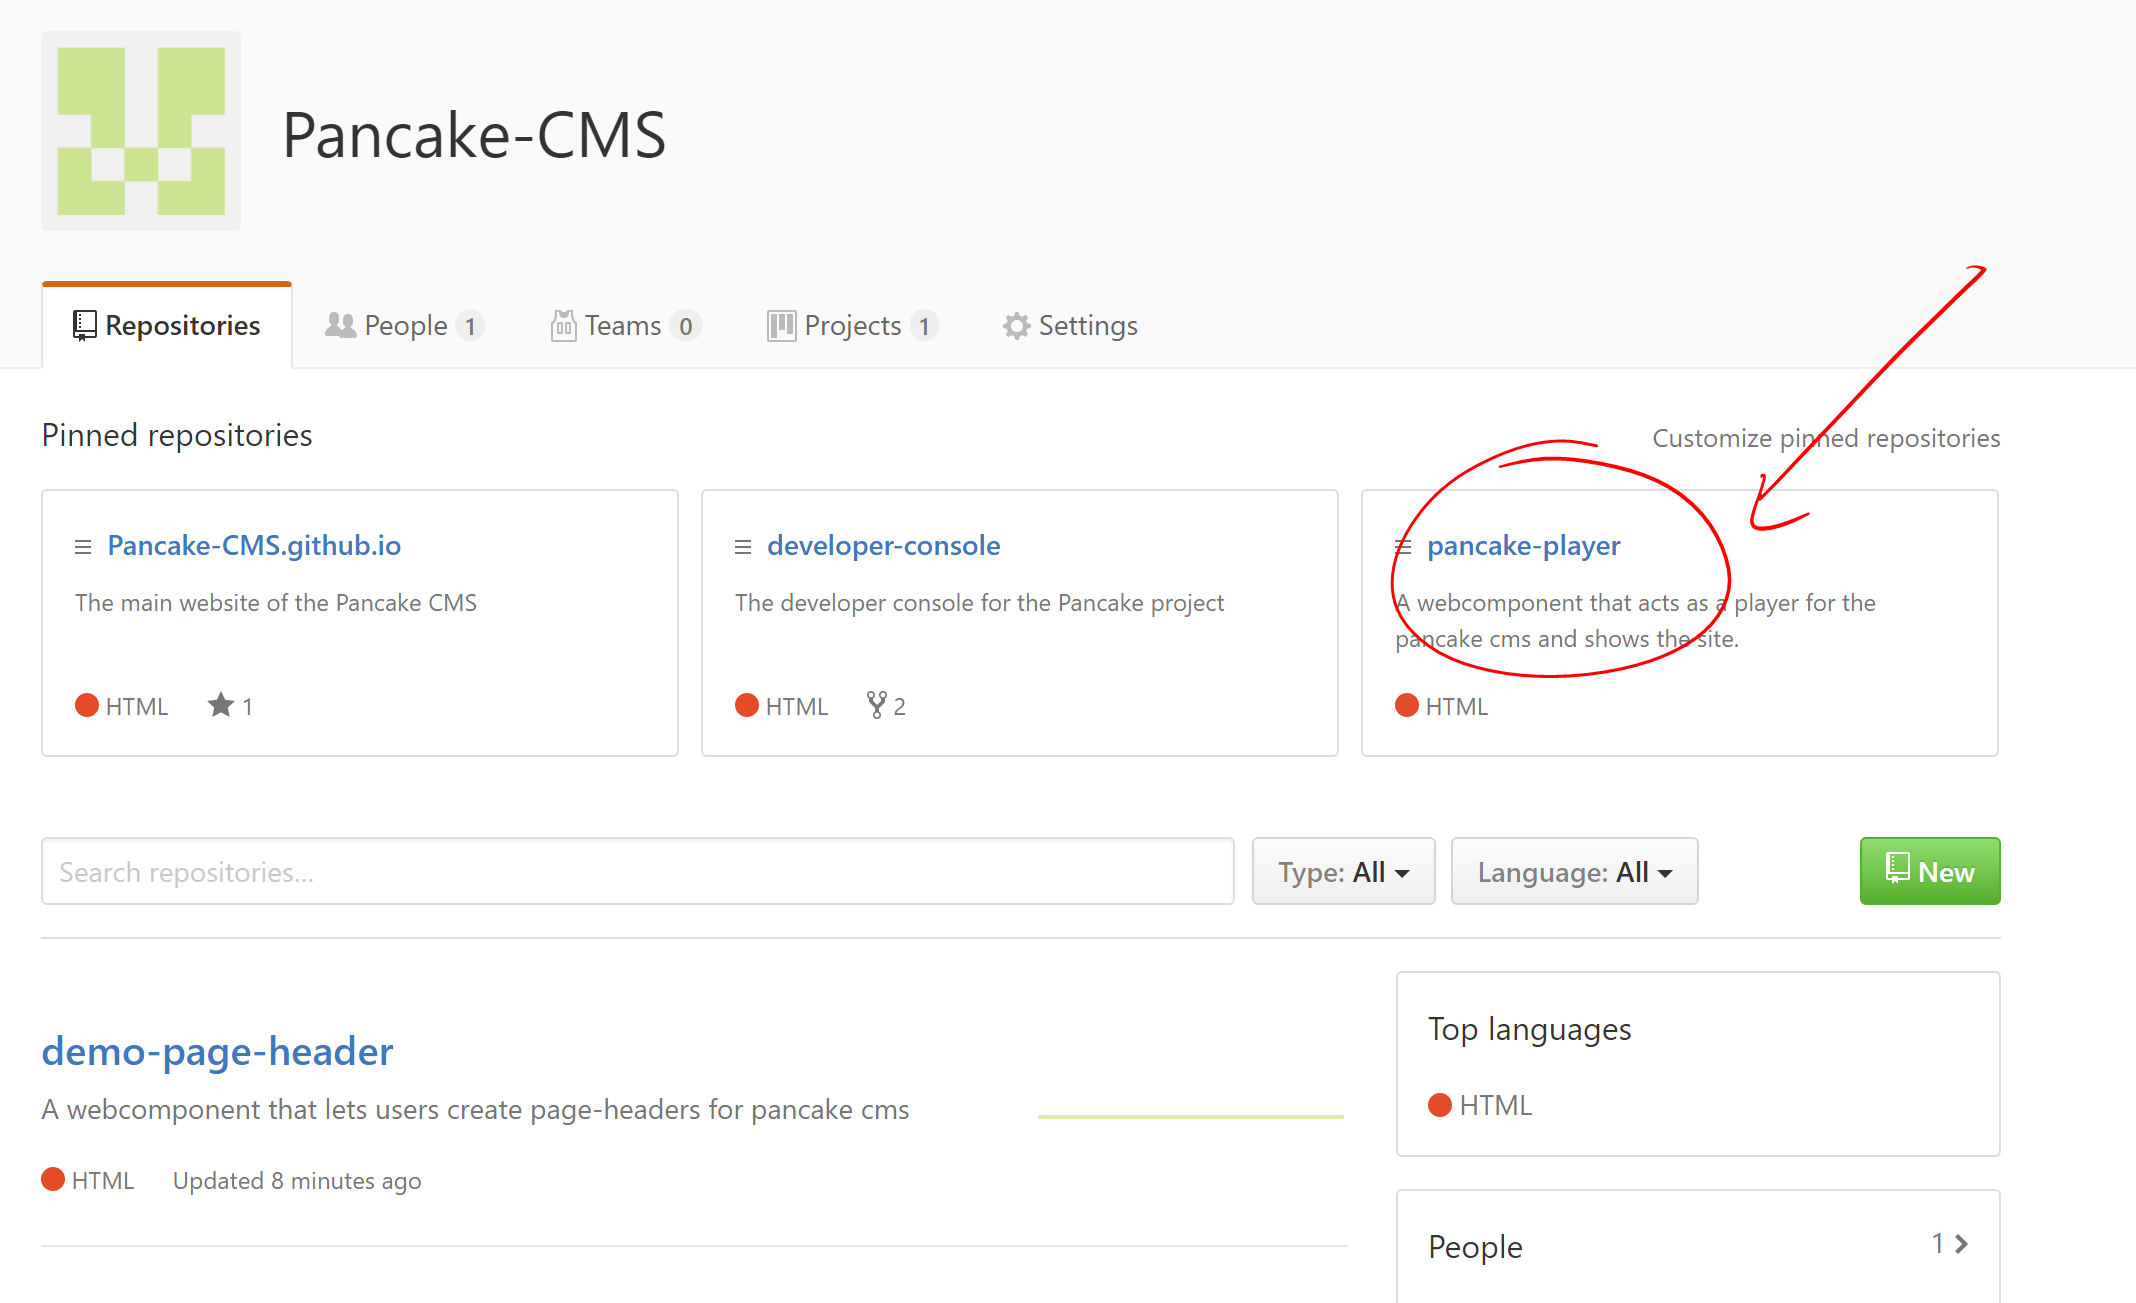 Pancake-CMS
Repositories People 1 Teams 0 Projects 1 Settings
Pinned repositories
Customize pinned repositories
Pancake-CMS.github.io
The main website of the Pancake CMS
HTML 1
developer-console
The developer console for the Pancake project
HTML 2
pancake-player
A webcomponent that acts as a player for the
pancake cms and shows the site.
HTML
Search repositories...
Type: All
Language: All
New
demo-page-header
A webcomponent that lets users create page-headers for pancake cms
HTML Updated 8 minutes ago
Top languages
HTML
People 1